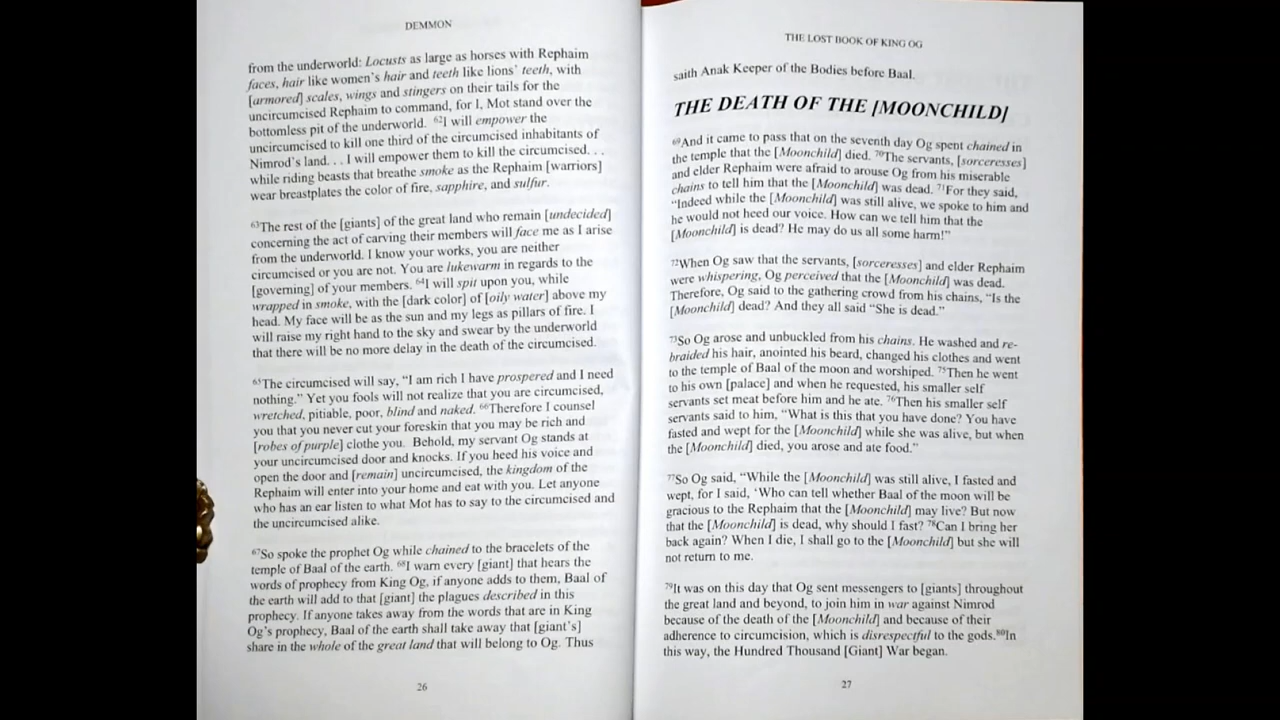 DEMMON
from the underworld: Locusts as large as horses with Rephaim
faces, hair like women's hair and teeth like lions' teeth, with
[armored] scales, wings and stingers on their tails for the
uncircumcised Rephaim to command, for I, Mot stand over the
bottomless pit of the underworld. 62I will empower the
uncircumcised to kill one third of the circumcised inhabitants of
Nimrod's land. . . I will empower them to kill the circumcised. . .
while riding beasts that breathe smoke as the Rephaim [warriors]
wear breastplates the color of fire, sapphire, and sulfur.
63The rest of the [giants] of the great land who remain [undecided]
concerning the act of carving their members will face me as I arise
from the underworld. I know your works, you are neither
circumcised or you are not. You are lukewarm in regards to the
[governing] of your members. 64I will spit upon you, while
wrapped in smoke, with the [dark color] of [oily water] above my
head. My face will be as the sun and my legs as pillars of fire. I
will raise my right hand to the sky and swear by the underworld
that there will be no more delay in the death of the circumcised.
65The circumcised will say, "I am rich I have prospered and I need
nothing." Yet you fools will not realize that you are circumcised,
wretched, pitiable, poor, blind and naked. 66Therefore I counsel
you that you never cut your foreskin that you may be rich and
[robes of purple] clothe you. Behold, my servant Og stands at
your uncircumcised door and knocks. If you heed his voice and
open the door and [remain] uncircumcised, the kingdom of the
Rephaim will enter into your home and eat with you. Let anyone
who has an ear listen to what Mot has to say to the circumcised and
the uncircumcised alike.
67So spoke the prophet Og while chained to the bracelets of the
temple of Baal of the earth. 68I warn every [giant] that hears the
words of prophecy from King Og, if anyone adds to them, Baal of
the earth will add to that [giant] the plagues described in this
prophecy. If anyone takes away from the words that are in King
Og's prophecy, Baal of the earth shall take away that [giant's]
share in the whole of the great land that will belong to Og. Thus
26
THE LOST BOOK OF KING OG
saith Anak Keeper of the Bodies before Baal.
THE DEATH OF THE [MOONCHILD]
69And it came to pass that on the seventh day Og spent chained in
the temple that the [Moonchild] died. 70The servants, [sorceresses]
and elder Rephaim were afraid to arouse Og from his miserable
chains to tell him that the [Moonchild] was dead. 71For they said,
"Indeed while the [Moonchild] was still alive, we spoke to him and
he would not heed our voice. How can we tell him that the
[Moonchild] is dead? He may do us all some harm!"
72When Og saw that the servants, [sorceresses] and elder Rephaim
were whispering, Og perceived that the [Moonchild] was dead.
Therefore, Og said to the gathering crowd from his chains, "Is the
[Moonchild] dead? And they all said "She is dead."
73So Og arose and unbuckled from his chains. He washed and re-
braided his hair, anointed his beard, changed his clothes and went
to the temple of Baal of the moon and worshiped. 75Then he went
to his own [palace] and when he requested, his smaller self
servants set meat before him and he ate. 76Then his smaller self
servants said to him, "What is this that you have done? You have
fasted and wept for the [Moonchild] while she was alive, but when
the [Moonchild] died, you arose and ate food."
77So Og said, "While the [Moonchild] was still alive, I fasted and
wept, for I said, 'Who can tell whether Baal of the moon will be
gracious to the Rephaim that the [Moonchild] may live? But now
that the [Moonchild] is dead, why should I fast? 78Can I bring her
back again? When I die, I shall go to the [Moonchild] but she will
not return to me.
79It was on this day that Og sent messengers to [giants] throughout
the great land and beyond, to join him in war against Nimrod
because of the death of the [Moonchild] and because of their
adherence to circumcision, which is disrespectful to the gods.80In
this way, the Hundred Thousand [Giant] War began.
27